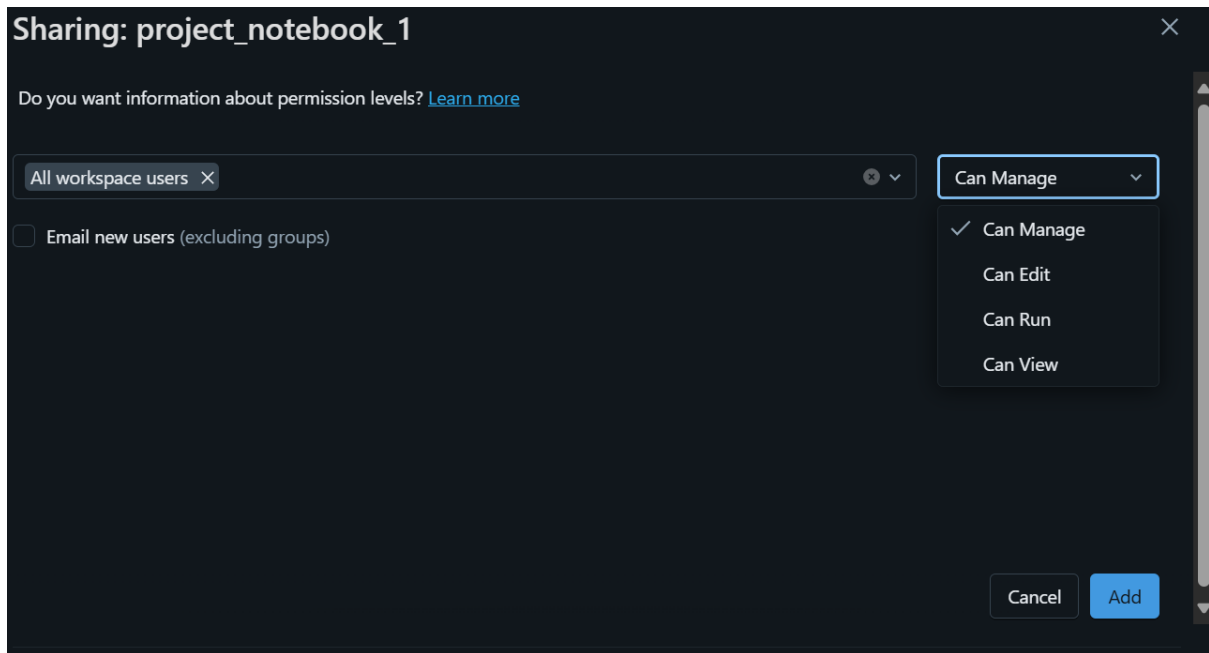 Sharing: project_notebook_1
Do you want information about permission levels? Learn more
All workspace users
Can Manage
Email new users (excluding groups)
Can Manage
Can Edit
Can Run
Can View
Cancel
Add